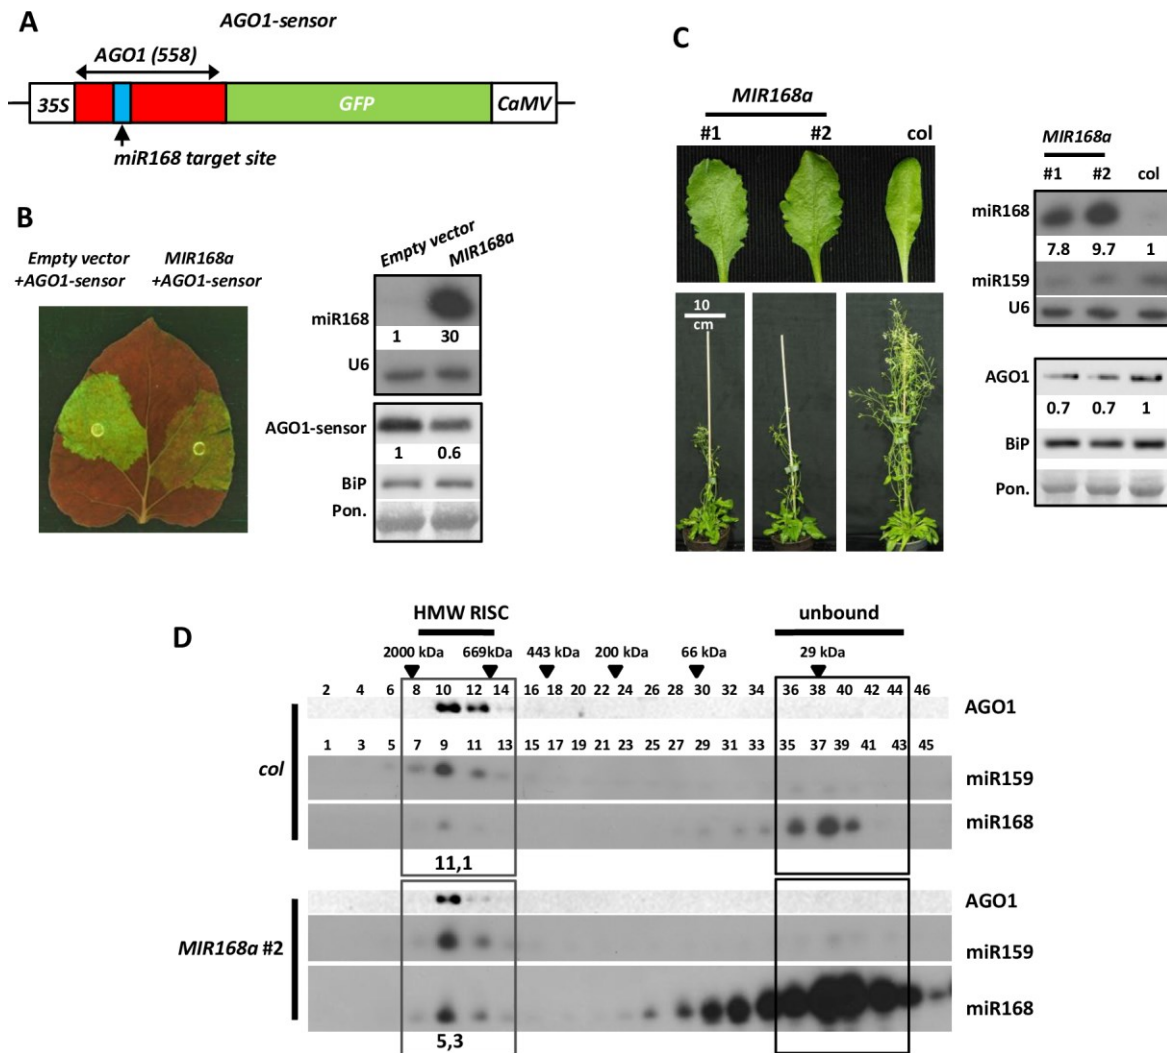 A
AGO1-sensor
AGO1 (558)
35S
GFP
CaMV
miR168 target site
B
Empty vector +AGO1-sensor
MIR168a +AGO1-sensor
Empty vector
MIR168a
miR168
1 30
U6
AGO1-sensor
1 0.6
BiP
Pon.
C
MIR168a
#1 #2 col
10 cm
MIR168a
#1 #2 col
miR168
7.8 9.7 1
miR159
U6
AGO1
0.7 0.7 1
BiP
Pon.
D
HMW RISC unbound
2000 kDa 669kDa 443 kDa 200 kDa 66 kDa 29 kDa
2 4 6 8 10 12 14 16 18 20 22 24 26 28 30 32 34 36 38 40 42 44 46
AGO1
1 3 5 7 9 11 13 15 17 19 21 23 25 27 29 31 33 35 37 39 41 43 45
col
miR159
miR168
11,1
AGO1
MIR168a #2
miR159
miR168
5,3